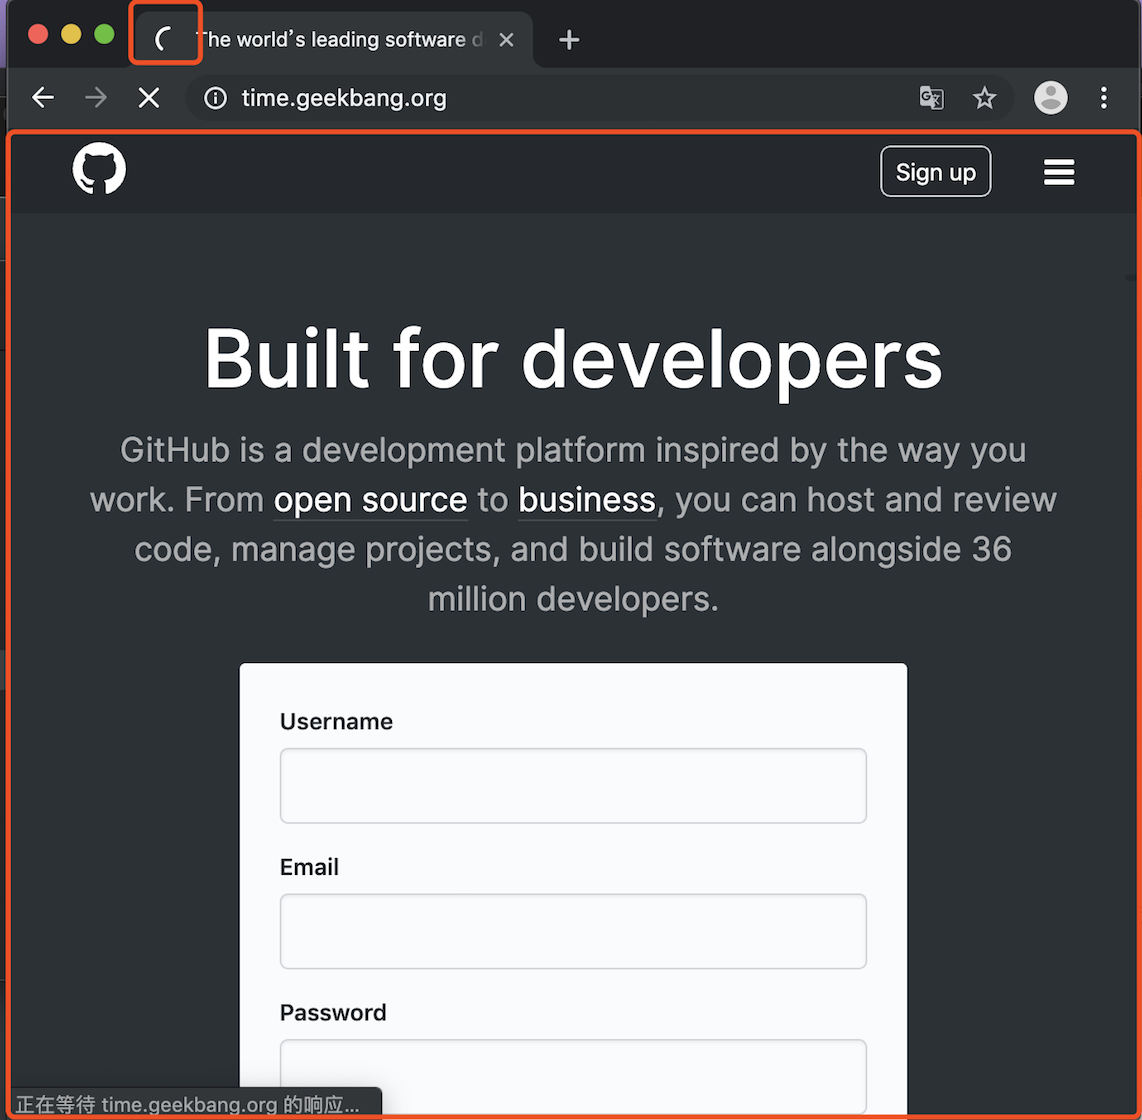 The world's leading software d
time.geekbang.org
Sign up
Built for developers
GitHub is a development platform inspired by the way you
work. From open source to business, you can host and review
code, manage projects, and build software alongside 36
million developers.
Username
Email
Password
正在等待 time.geekbang.org 的响应...